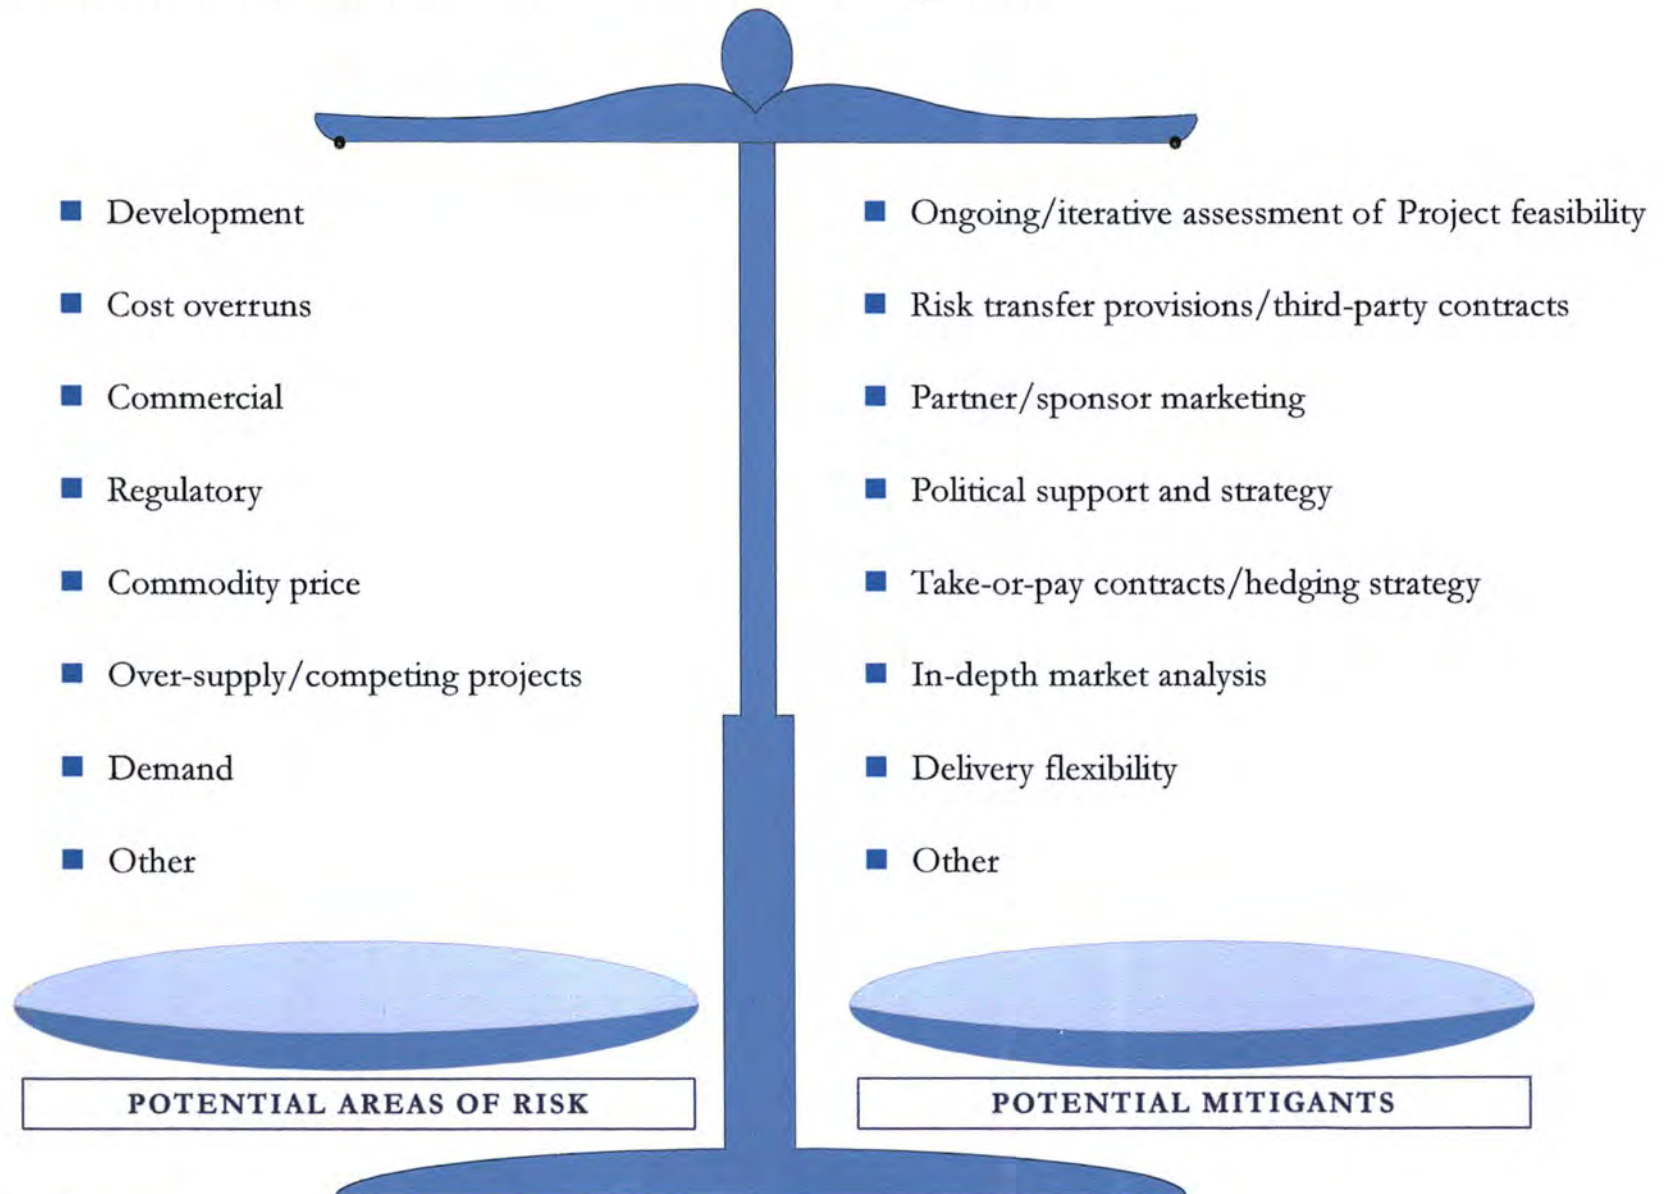 Development
Cost overruns
Commercial
Regulatory
Commodity price
Over-supply/competing projects
Demand
Other
POTENTIAL AREAS OF RISK
Ongoing/iterative assessment of Project feasibility
Risk transfer provisions/third-party contracts
Partner/sponsor marketing
Political support and strategy
Take-or-pay contracts/hedging strategy
In-depth market analysis
Delivery flexibility
Other
POTENTIAL MITIGANTS